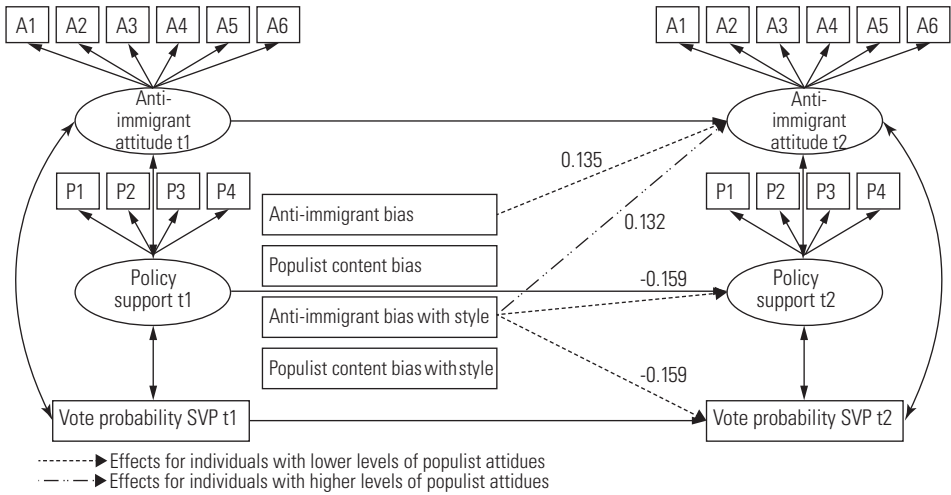 A1 A2 A3 A4 A5 A6
A1 A2 A3 A4 A5 A6
Anti-
immigrant
attitude t1
Anti-
immigrant
attitude t2
0.135
P1 P2 P3 P4
P1 P2 P3 P4
Anti-immigrant bias
0.132
Populist content bias
Policy
support t1
-0.159
Policy
support t2
Anti-immigrant bias with style
Populist content bias with style
-0.159
Vote probability SVP t1
Vote probability SVP t2
Effects for individuals with lower levels of populist attidues
Effects for individuals with higher levels of populist attidues